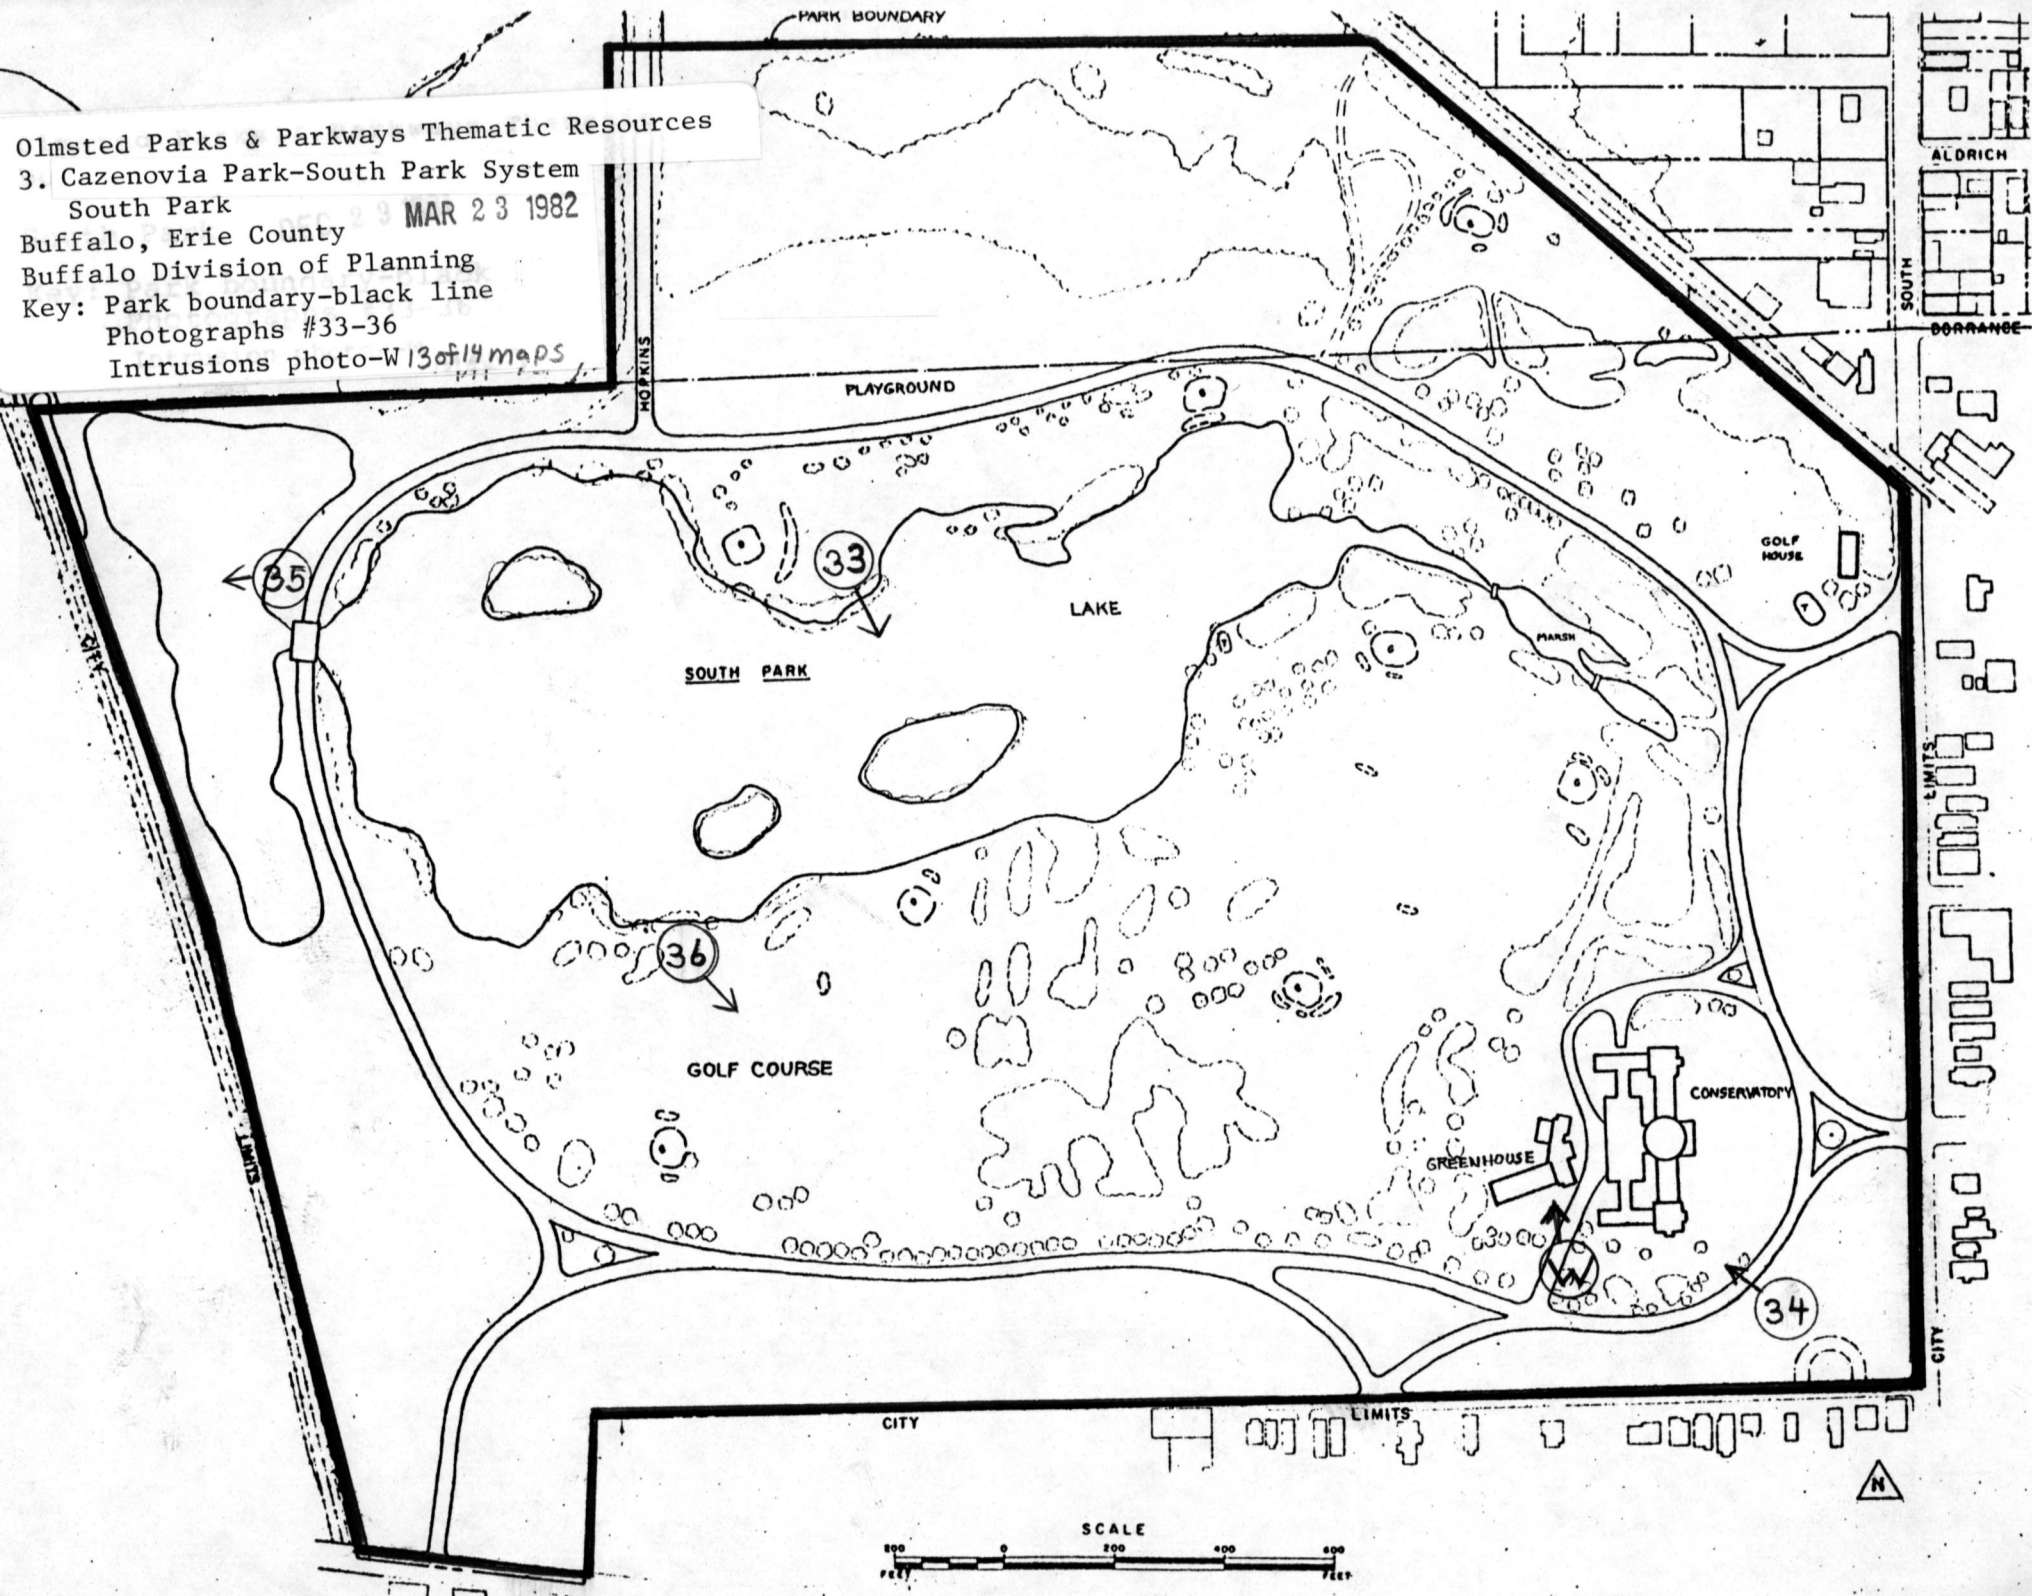 PARK BOUNDARY
Olmsted Parks & Parkways Thematic Resources
3. Cazenovia Park-South Park System
South Park
MAR 23 1982
Buffalo, Erie County
Buffalo Division of Planning
Key: Park boundary-black line
Photographs #33-36
Intrusions photo-W 13 of 14 maps
ALDRICH
SOUTH
DORRANCE
HOPKINS
PLAYGROUND
GOLF
HOUSE
35
33
LAKE
MARSH
CITY
SOUTH PARK
LIMITS
36
GOLF COURSE
CONSERVATORY
GREENHOUSE
LIMITS
W
34
CITY
CITY
LIMITS
N
SCALE
200 0 200 400 600
FEET FEET